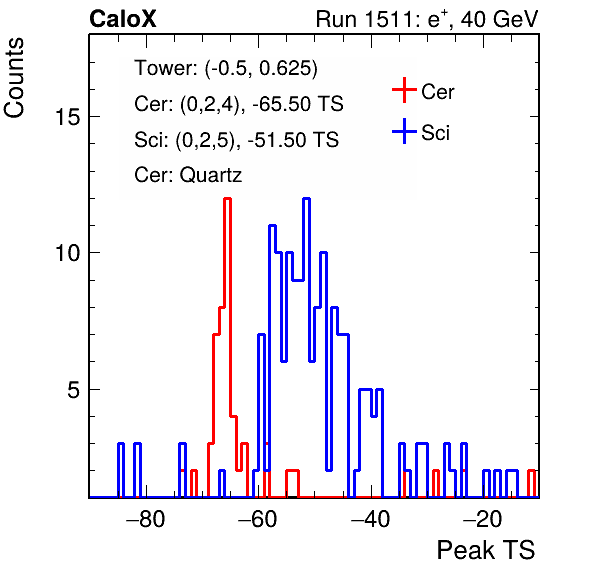 CaloX Run 1511: e+, 40 GeV
Counts
Tower: (-0.5, 0.625)
Cer: (0,2,4), -65.50 TS
Sci: (0,2,5), -51.50 TS
Cer: Quartz
Cer
Sci
15
10
5
−80 −60 −40 −20
Peak TS